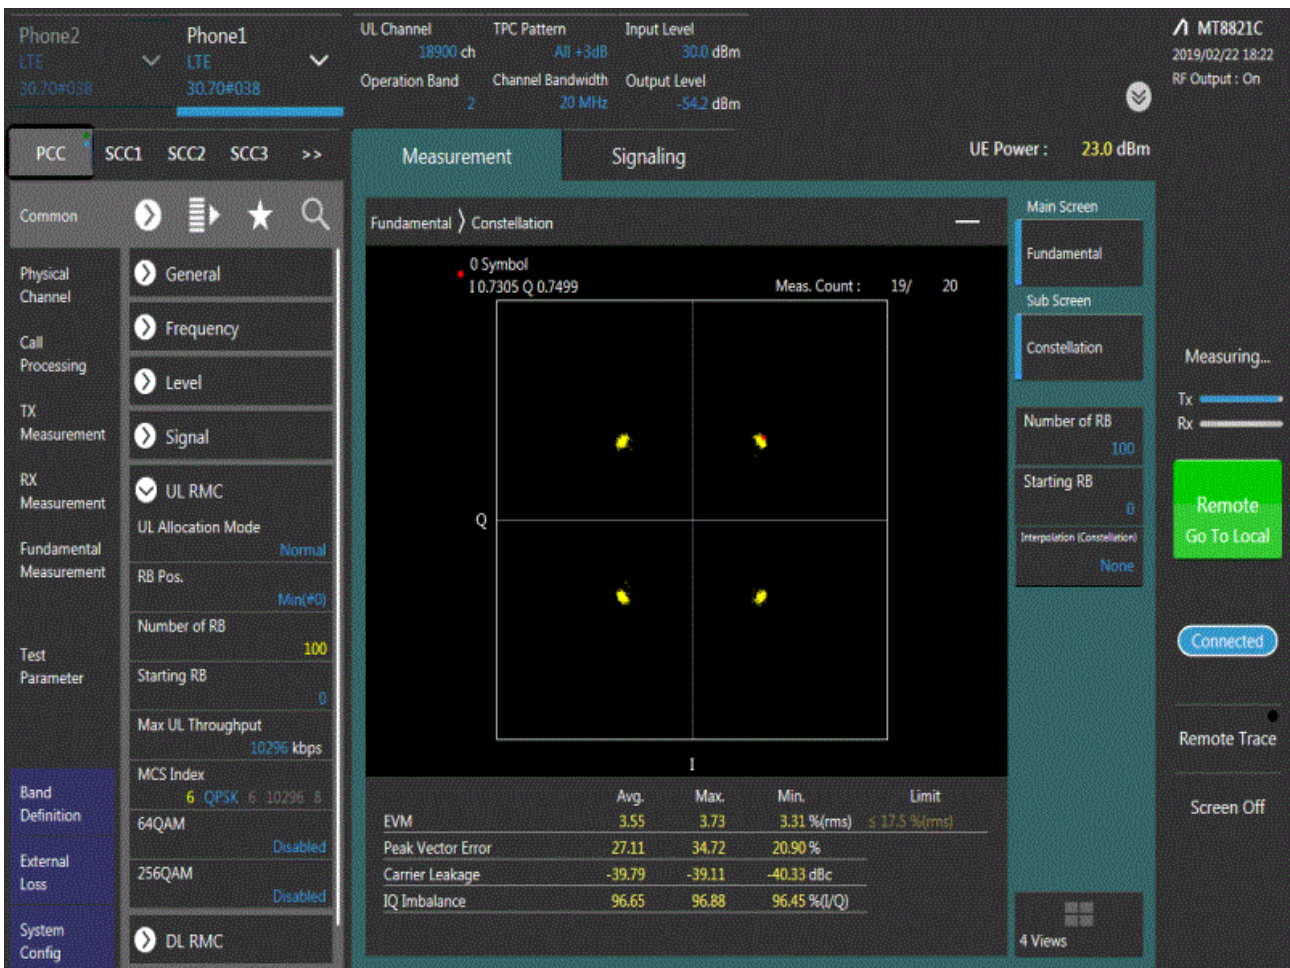 Phone2
LTE
30.70#038
Phone1
LTE
30.70#038
UL Channel
18900 ch
TPC Pattern
All +3dB
Input Level
30.0 dBm
Operation Band
2
Channel Bandwidth
20 MHz
Output Level
-54.2 dBm
MT8821C
2019/02/22 18:22
RF Output : On
PCC SCC1 SCC2 SCC3 >>
Measurement
Signaling
UE Power : 23.0 dBm
Common
Physical
Channel
Call
Processing
TX
Measurement
RX
Measurement
Fundamental
Measurement
Test
Parameter
Band
Definition
External
Loss
System
Config
General
Frequency
Level
Signal
UL RMC
UL Allocation Mode
Normal
RB Pos.
Min(#0)
Number of RB
100
Starting RB
0
Max UL Throughput
10296 kbps
MCS Index
6 QPSK 6 10296 8
64QAM
Disabled
256QAM
Disabled
DL RMC
Fundamental 〉 Constellation
0 Symbol
I 0.7305 Q 0.7499
Meas. Count : 19/ 20
Q
I
Avg. Max. Min. Limit
EVM 3.55 3.73 3.31 %(rms) ≤ 17.5 %(rms)
Peak Vector Error 27.11 34.72 20.90 %
Carrier Leakage -39.79 -39.11 -40.33 dBc
IQ Imbalance 96.65 96.88 96.45 %(I/Q)
Main Screen
Fundamental
Sub Screen
Constellation
Number of RB
100
Starting RB
0
Interpolation (Constellation)
None
4 Views
Measuring...
Tx
Rx
Remote
Go To Local
Connected
Remote Trace
Screen Off